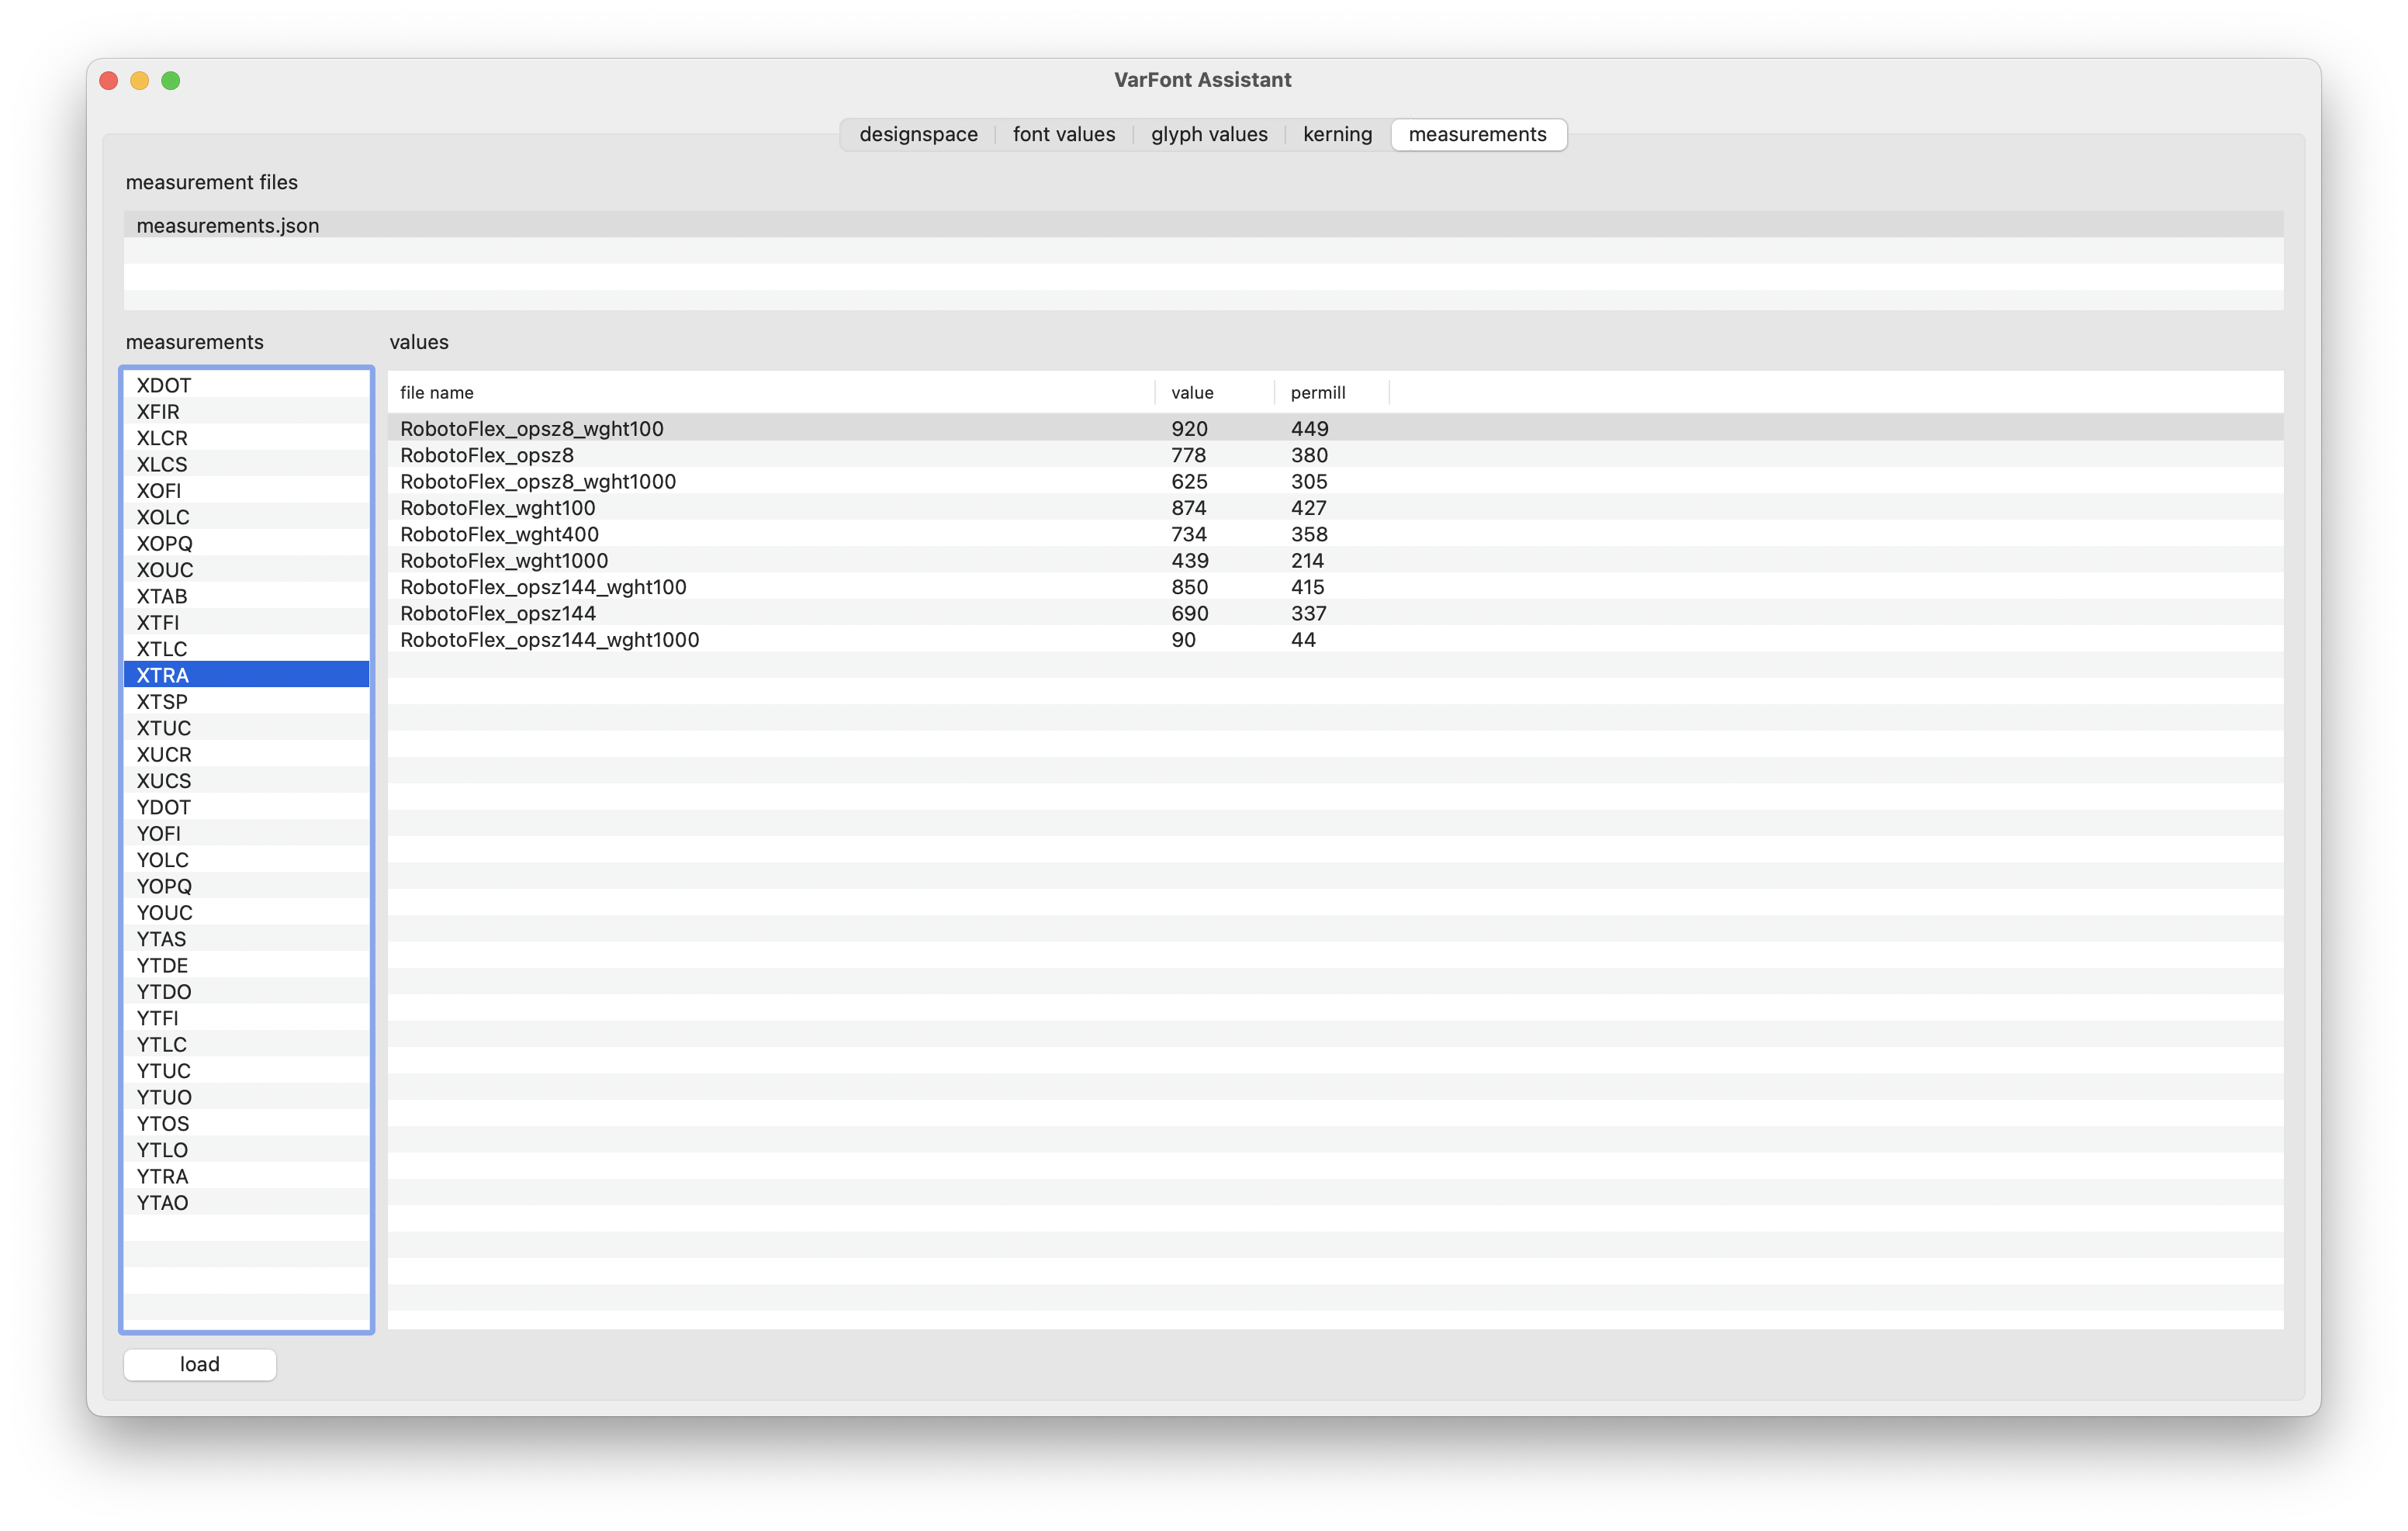 VarFont Assistant
designspace font values glyph values kerning measurements
measurement files
measurements.json
measurements
XDOT
XFIR
XLCR
XLCS
XOFI
XOLC
XOPQ
XOUC
XTAB
XTFI
XTLC
XTRA
XTSP
XTUC
XUCR
XUCS
YDOT
YOFI
YOLC
YOPQ
YOUC
YTAS
YTDE
YTDO
YTFI
YTLC
YTUC
YTUO
YTOS
YTLO
YTRA
YTAO
values
file name value permill
RobotoFlex_opsz8_wght100 920 449
RobotoFlex_opsz8 778 380
RobotoFlex_opsz8_wght1000 625 305
RobotoFlex_wght100 874 427
RobotoFlex_wght400 734 358
RobotoFlex_wght1000 439 214
RobotoFlex_opsz144_wght100 850 415
RobotoFlex_opsz144 690 337
RobotoFlex_opsz144_wght1000 90 44
load